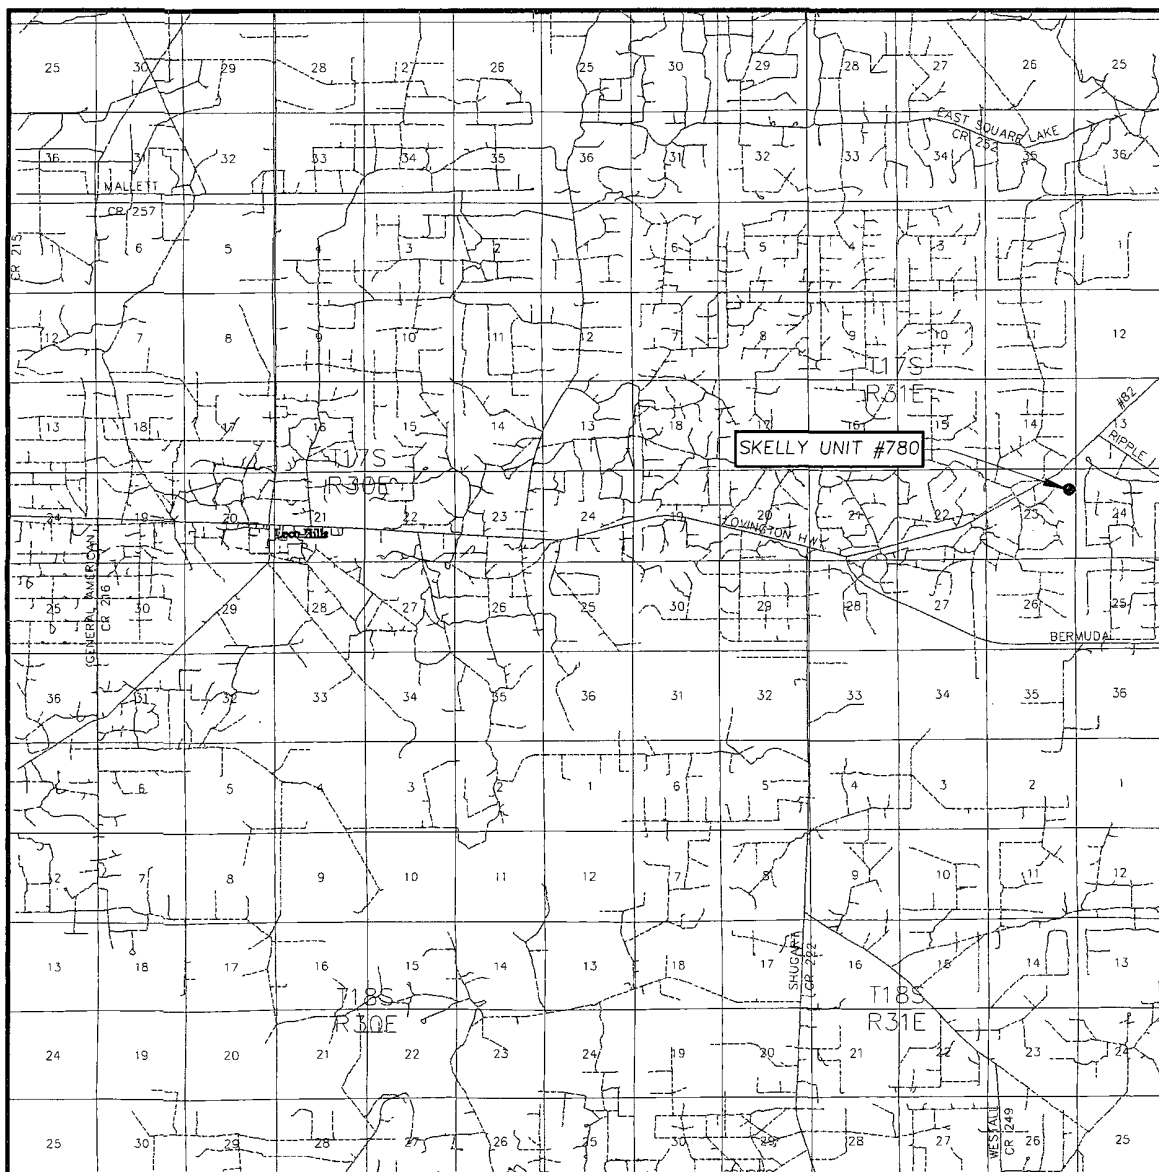 25 30 29 28 27 26 25 30 29 28 27 26 25
EAST SQUARE LAKE
CR 252
36 31 32 33 34 35 36 31 32 33 34 35 36
MALLETT
CR 257
CR 215
1 6 5 4 3 2 1 6 5 4 3 2 1
12 7 8 9 10 11 12 7 8 9 10 11 12
T17S
R31E
#82
13 18 17 16 15 14 13 18 17 16 15 14 13
RIPPLE
SKELLY UNIT #780
T17S
R30E
24 19 20 21 22 23 24 19 20 21 22 23 24
LOVINGTON HWY
Loco Hills
(GENERAL AMERICAN)
CR 216
25 30 29 28 27 26 25 30 29 28 27 26 25
BERMUDA
36 31 32 33 34 35 36 31 32 33 34 35 36
6 5 4 3 2 1 6 5 4 3 2 1
12 7 8 9 10 11 12 7 8 9 10 11 12
SHUGART
CR 222
13 18 17 16 15 14 13 18 17 16 15 14 13
T18S
R30E
T18S
R31E
24 19 20 21 22 23 24 19 20 21 22 23 24
WESTALL
CR 249
25 30 29 28 27 26 25 30 29 28 27 26 25